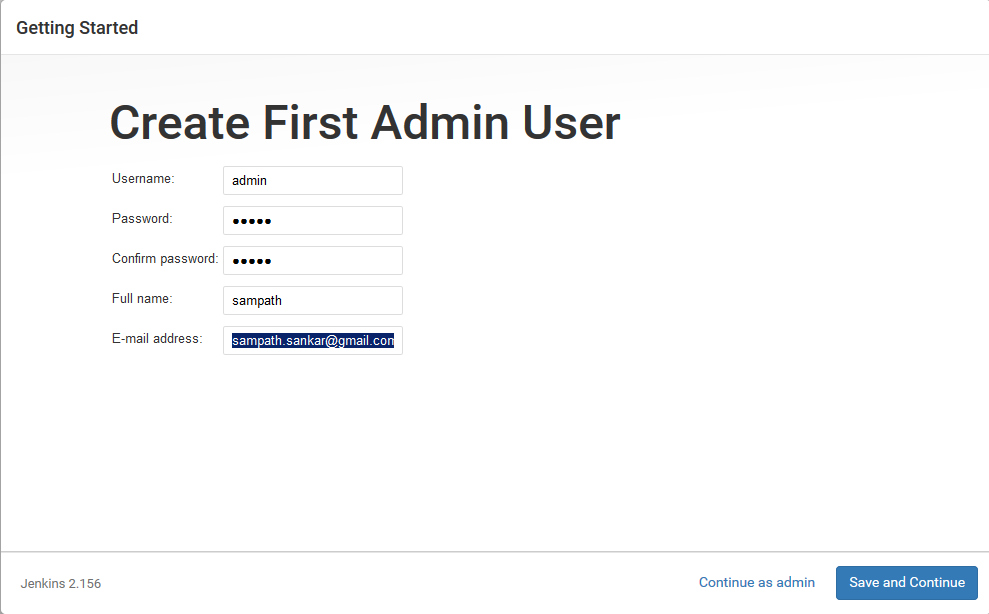 Getting Started
Create First Admin User
Username: admin
Password: •••••
Confirm password: •••••
Full name: sampath
E-mail address: sampath.sankar@gmail.com
Jenkins 2.156 Continue as admin Save and Continue